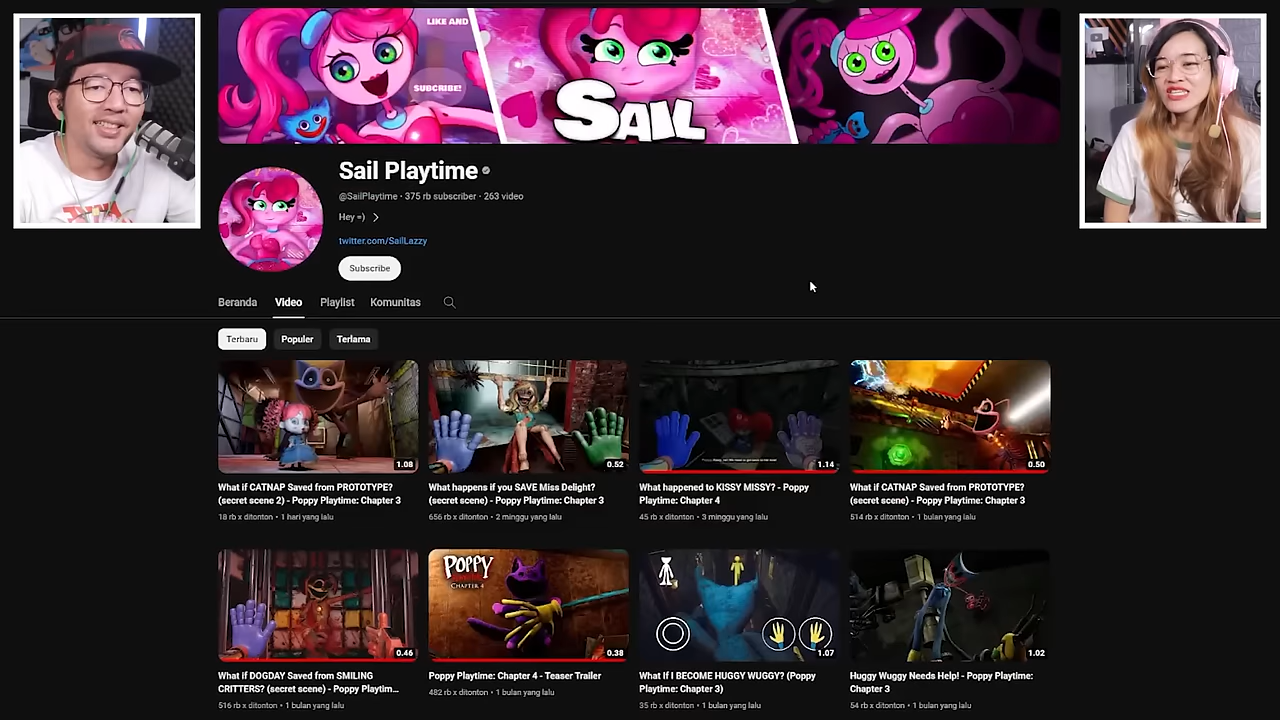 LIKE AND
SUBSCRIBE!
SAIL
Sail Playtime
@SailPlaytime · 375 rb subscriber · 263 video
Hey =)
twitter.com/SailLazzy
Subscribe
Beranda
Video
Playlist
Komunitas
Terbaru
Populer
Terlama
1.08
0.52
1.14
0.50
What if CATNAP Saved from PROTOTYPE?
(secret scene 2) - Poppy Playtime: Chapter 3
18 rb x ditonton · 1 hari yang lalu
What happens if you SAVE Miss Delight?
(secret scene) - Poppy Playtime: Chapter 3
656 rb x ditonton · 2 minggu yang lalu
What happened to KISSY MISSY? - Poppy
Playtime: Chapter 4
45 rb x ditonton · 3 minggu yang lalu
What if CATNAP Saved from PROTOTYPE?
(secret scene) - Poppy Playtime: Chapter 3
514 rb x ditonton · 1 bulan yang lalu
POPPY
CHAPTER 4
0.46
0.38
1.07
1.02
What if DOGDAY Saved from SMILING
CRITTERS? (secret scene) - Poppy Playtim...
516 rb x ditonton · 1 bulan yang lalu
Poppy Playtime: Chapter 4 - Teaser Trailer
482 rb x ditonton · 1 bulan yang lalu
What If I BECOME HUGGY WUGGY? (Poppy
Playtime: Chapter 3)
35 rb x ditonton · 1 bulan yang lalu
Huggy Wuggy Needs Help! - Poppy Playtime:
Chapter 3
54 rb x ditonton · 1 bulan yang lalu